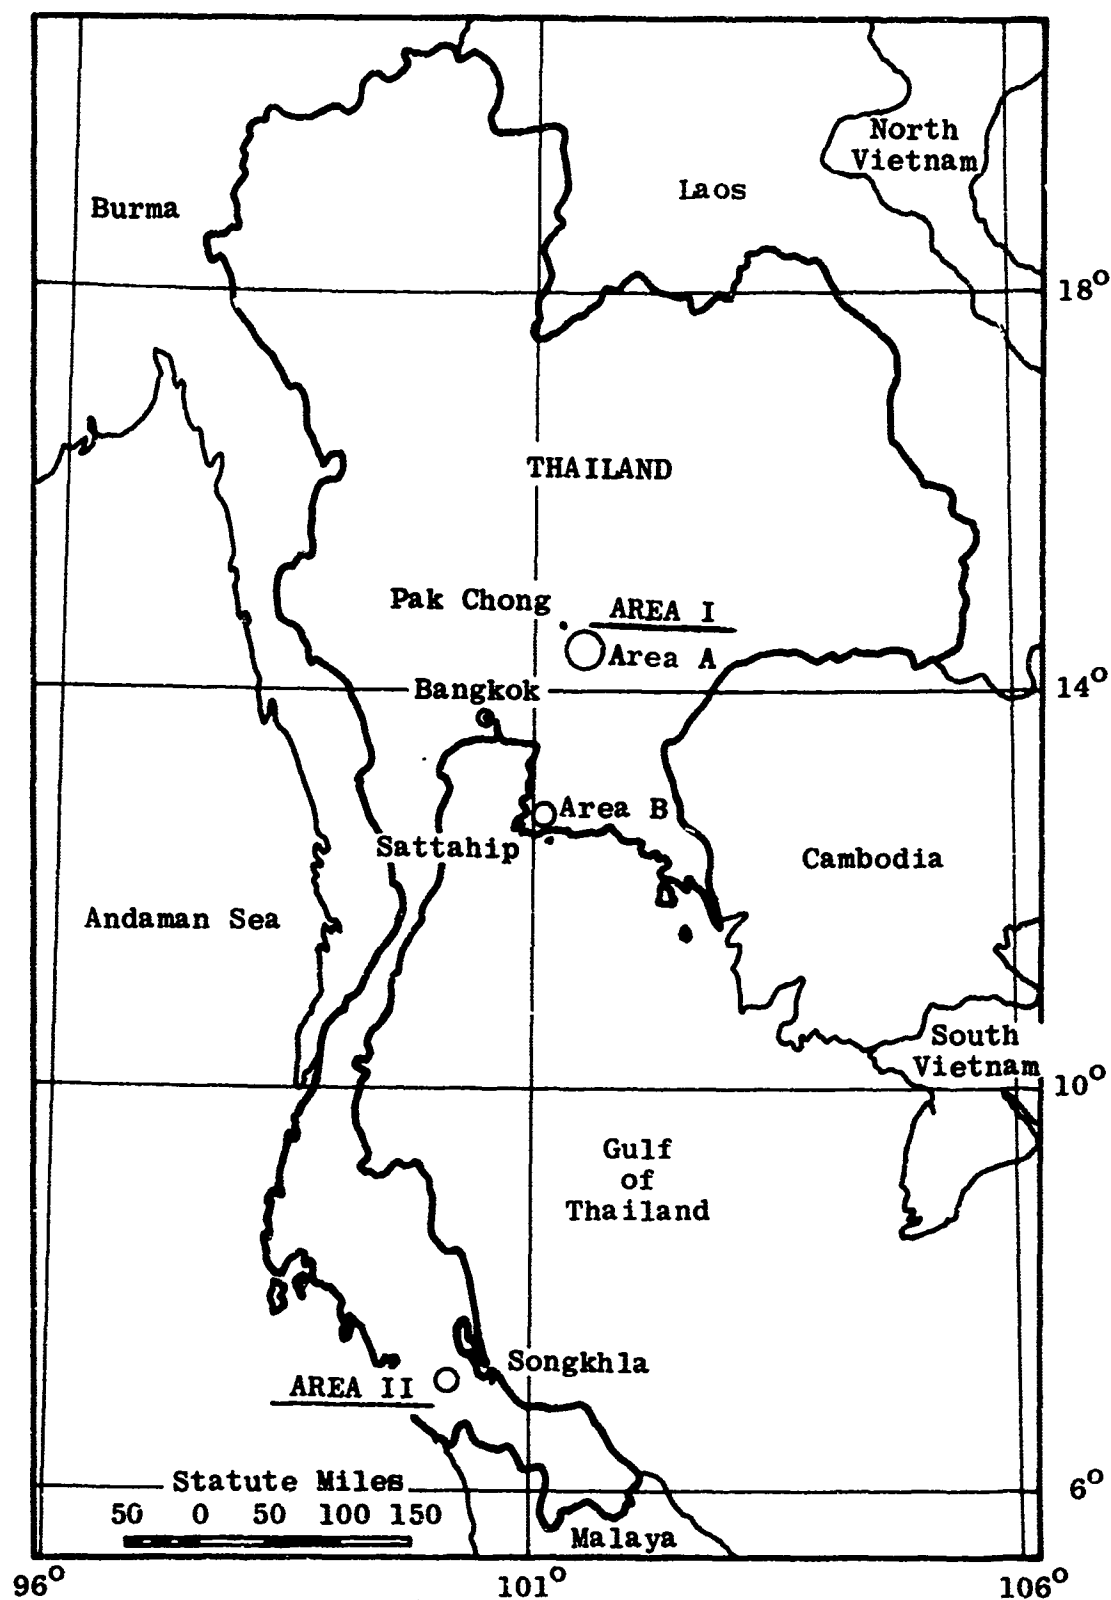 North
Vietnam
Laos
Burma
18°
THAILAND
Pak Chong
AREA I
Area A
Bangkok
14°
Area B
Sattahip
Cambodia
Andaman Sea
South
Vietnam
10°
Gulf
of
Thailand
Songkhla
AREA II
Statute Miles
6°
50 0 50 100 150
Malaya
96° 101° 106°